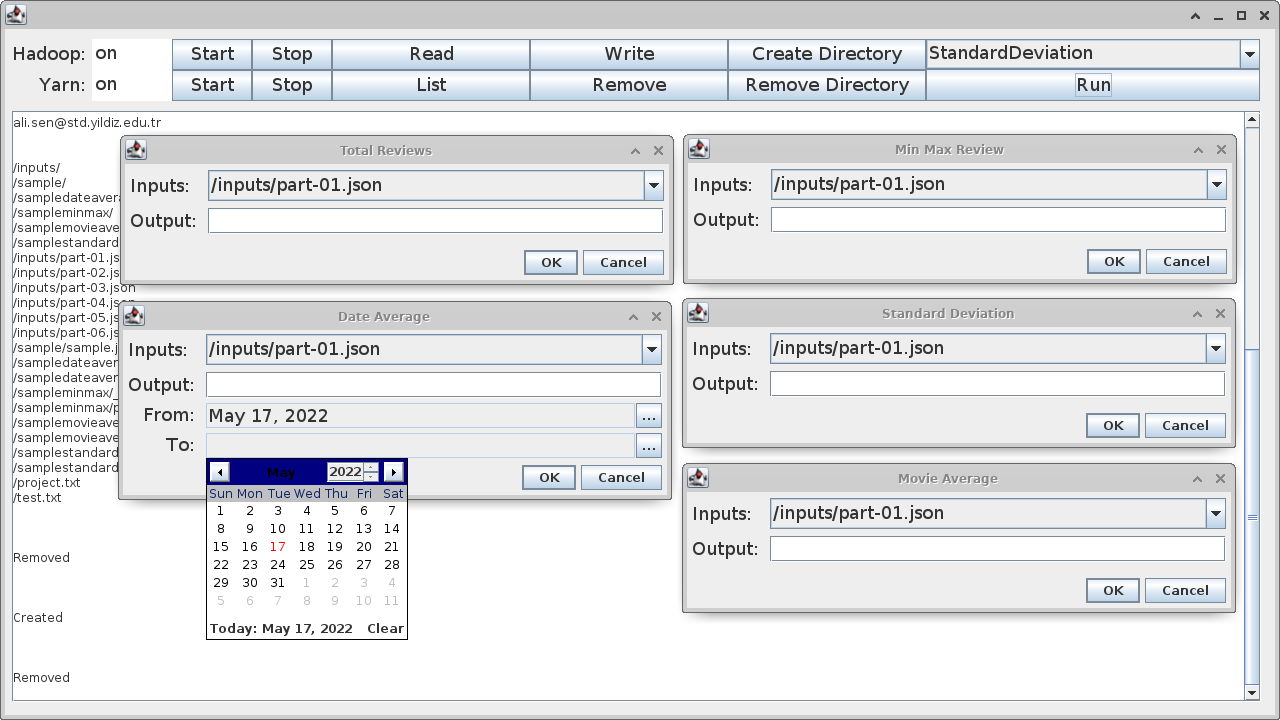 Hadoop: on Start Stop Read Write Create Directory StandardDeviation
Yarn: on Start Stop List Remove Remove Directory Run
ali.sen@std.yildiz.edu.tr
/inputs/
/sample/
/sampledateavera
/sampleminmax/
/samplemovieave
/samplestandard
/inputs/part-01.js
/inputs/part-02.js
/inputs/part-03.json
/inputs/part-04.json
/inputs/part-05.js
/inputs/part-06.js
/sample/sample.j
/sampledateaver
/sampledateaver
/sampleminmax/_
/sampleminmax/p
/samplemovieave
/samplemovieave
/samplestandard
/samplestandard
/project.txt
/test.txt
Removed
Created
Removed
Total Reviews
Inputs: /inputs/part-01.json
Output:
OK Cancel
Min Max Review
Inputs: /inputs/part-01.json
Output:
OK Cancel
Date Average
Inputs: /inputs/part-01.json
Output:
From: May 17, 2022 ...
To: ...
OK Cancel
May 2022
Sun Mon Tue Wed Thu Fri Sat
1 2 3 4 5 6 7
8 9 10 11 12 13 14
15 16 17 18 19 20 21
22 23 24 25 26 27 28
29 30 31 1 2 3 4
5 6 7 8 9 10 11
Today: May 17, 2022 Clear
Standard Deviation
Inputs: /inputs/part-01.json
Output:
OK Cancel
Movie Average
Inputs: /inputs/part-01.json
Output:
OK Cancel